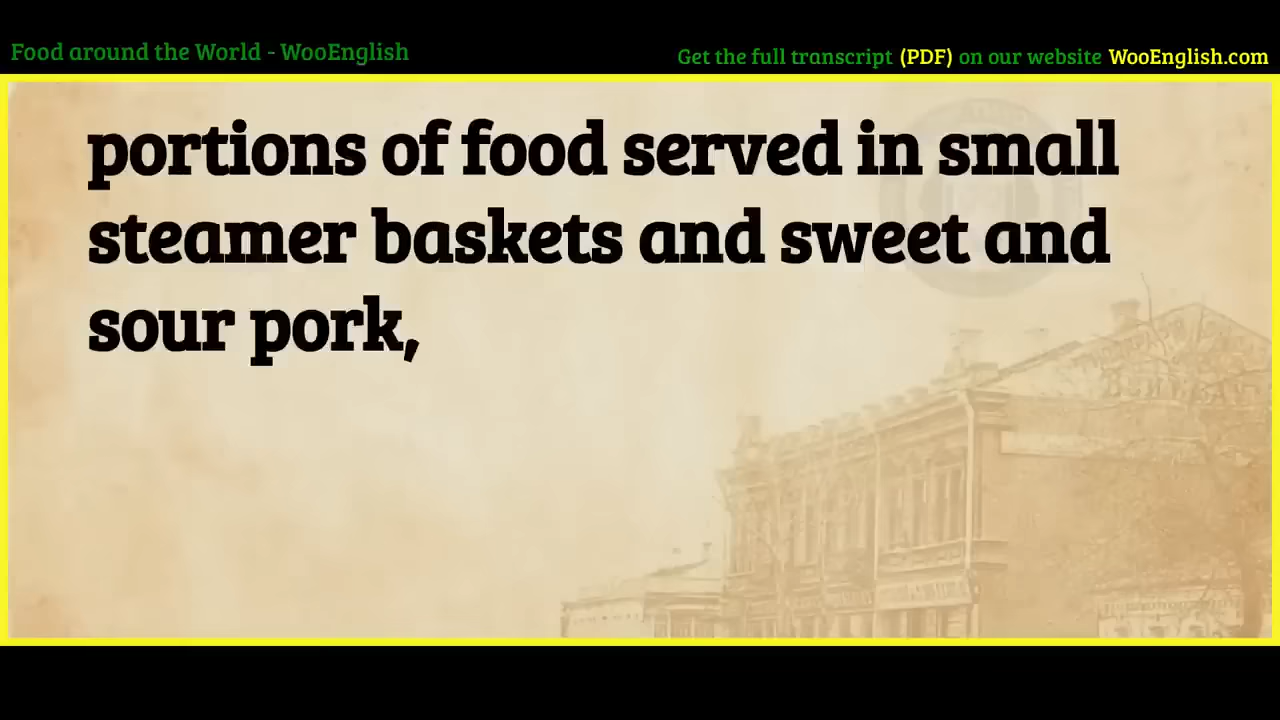 Food around the World - WooEnglish
Get the full transcript (PDF) on our website WooEnglish.com
portions of food served in small
steamer baskets and sweet and
sour pork,